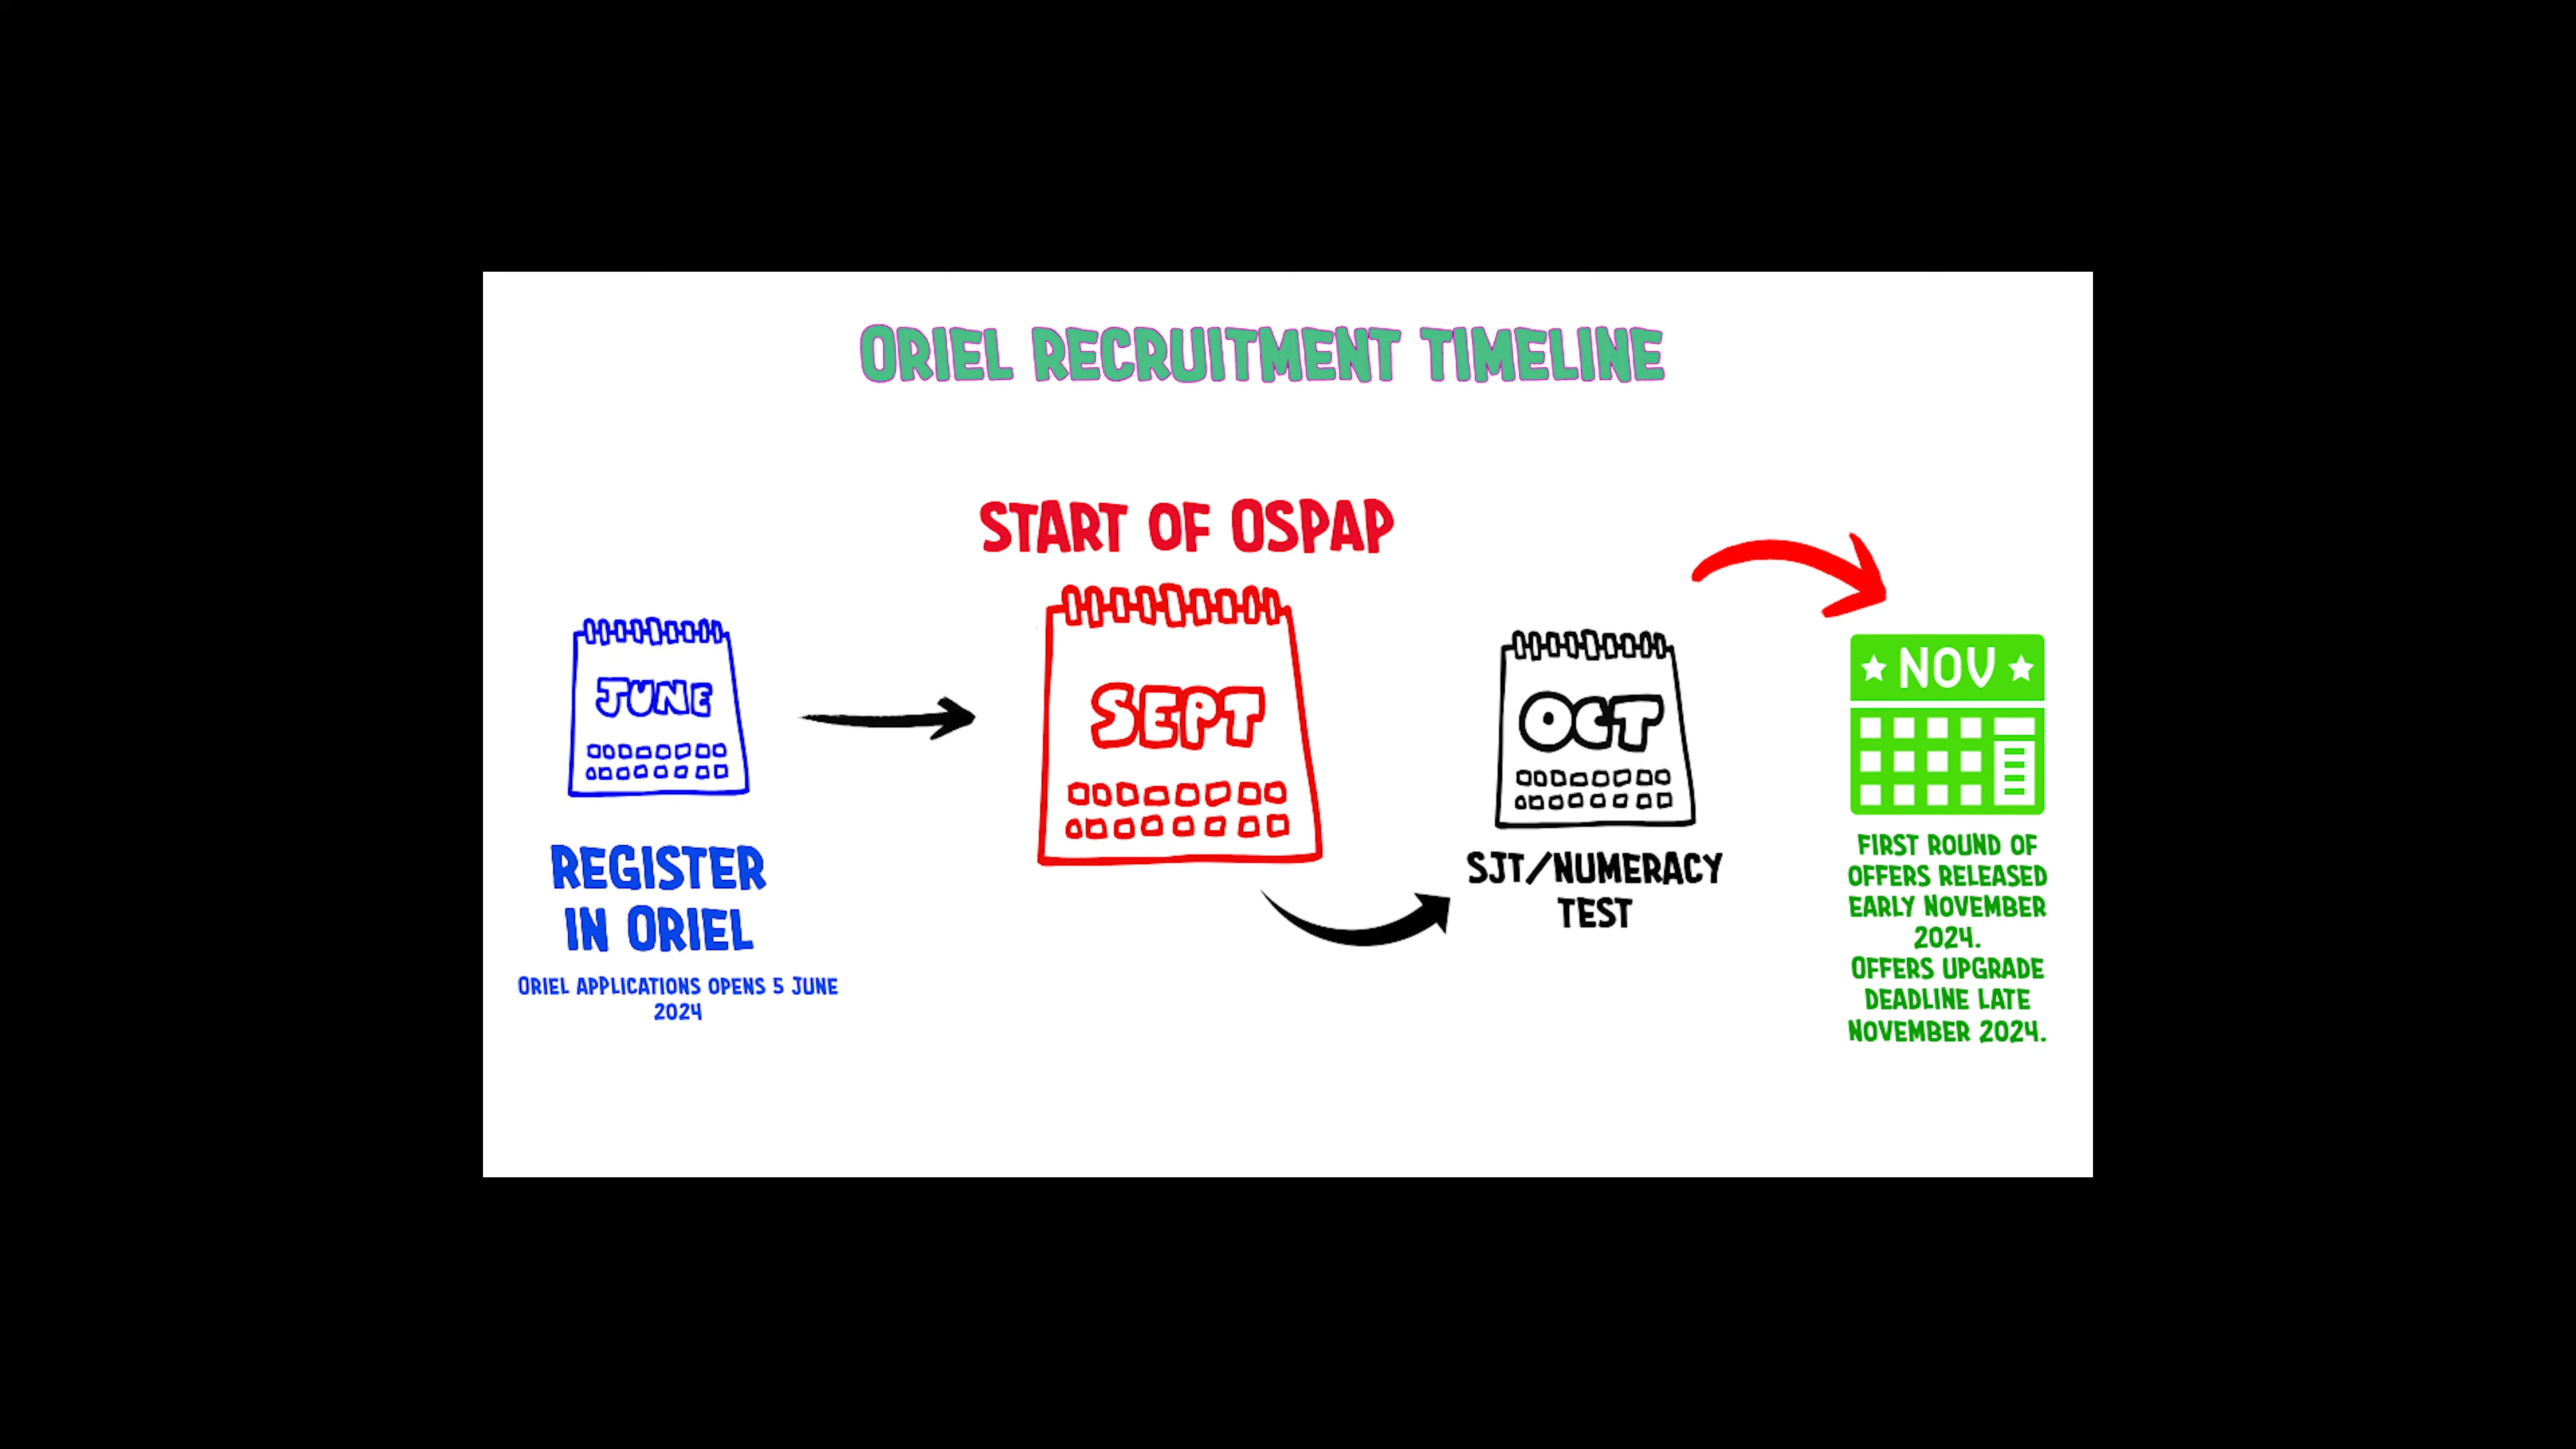 ORIEL RECRUITMENT TIMELINE
START OF OSPAP
JUNE
SEPT
OCT
NOV
REGISTER
IN ORIEL
ORIEL APPLICATIONS OPENS 5 JUNE
2024
SJT/NUMERACY
TEST
FIRST ROUND OF
OFFERS RELEASED
EARLY NOVEMBER
2024.
OFFERS UPGRADE
DEADLINE LATE
NOVEMBER 2024.